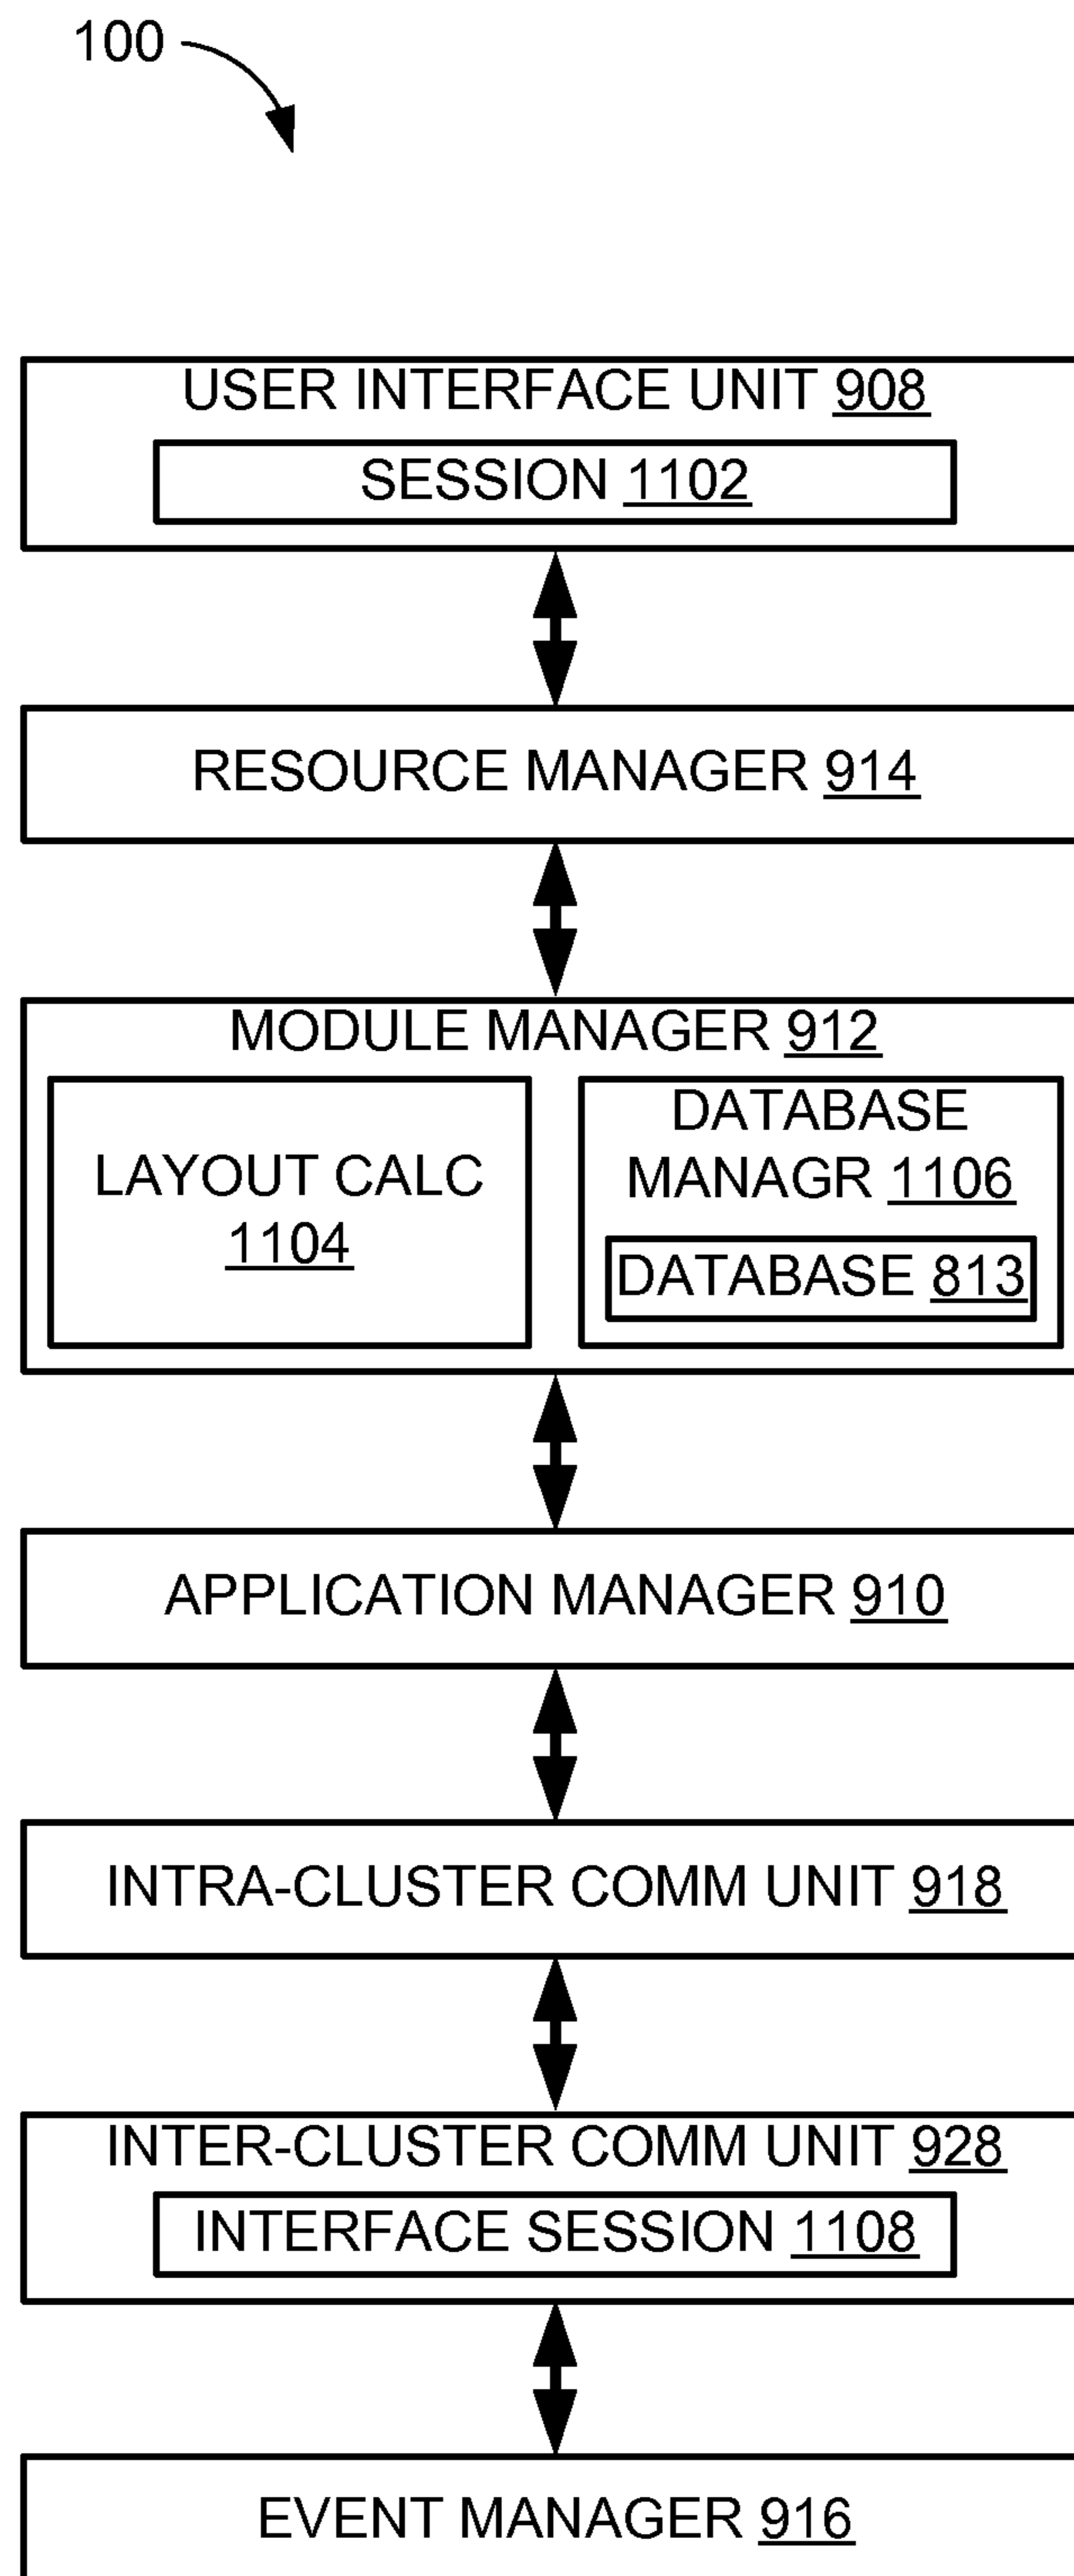 100
USER INTERFACE UNIT 908
SESSION 1102
RESOURCE MANAGER 914
MODULE MANAGER 912
LAYOUT CALC
1104
DATABASE
MANAGR 1106
DATABASE 813
APPLICATION MANAGER 910
INTRA-CLUSTER COMM UNIT 918
INTER-CLUSTER COMM UNIT 928
INTERFACE SESSION 1108
EVENT MANAGER 916